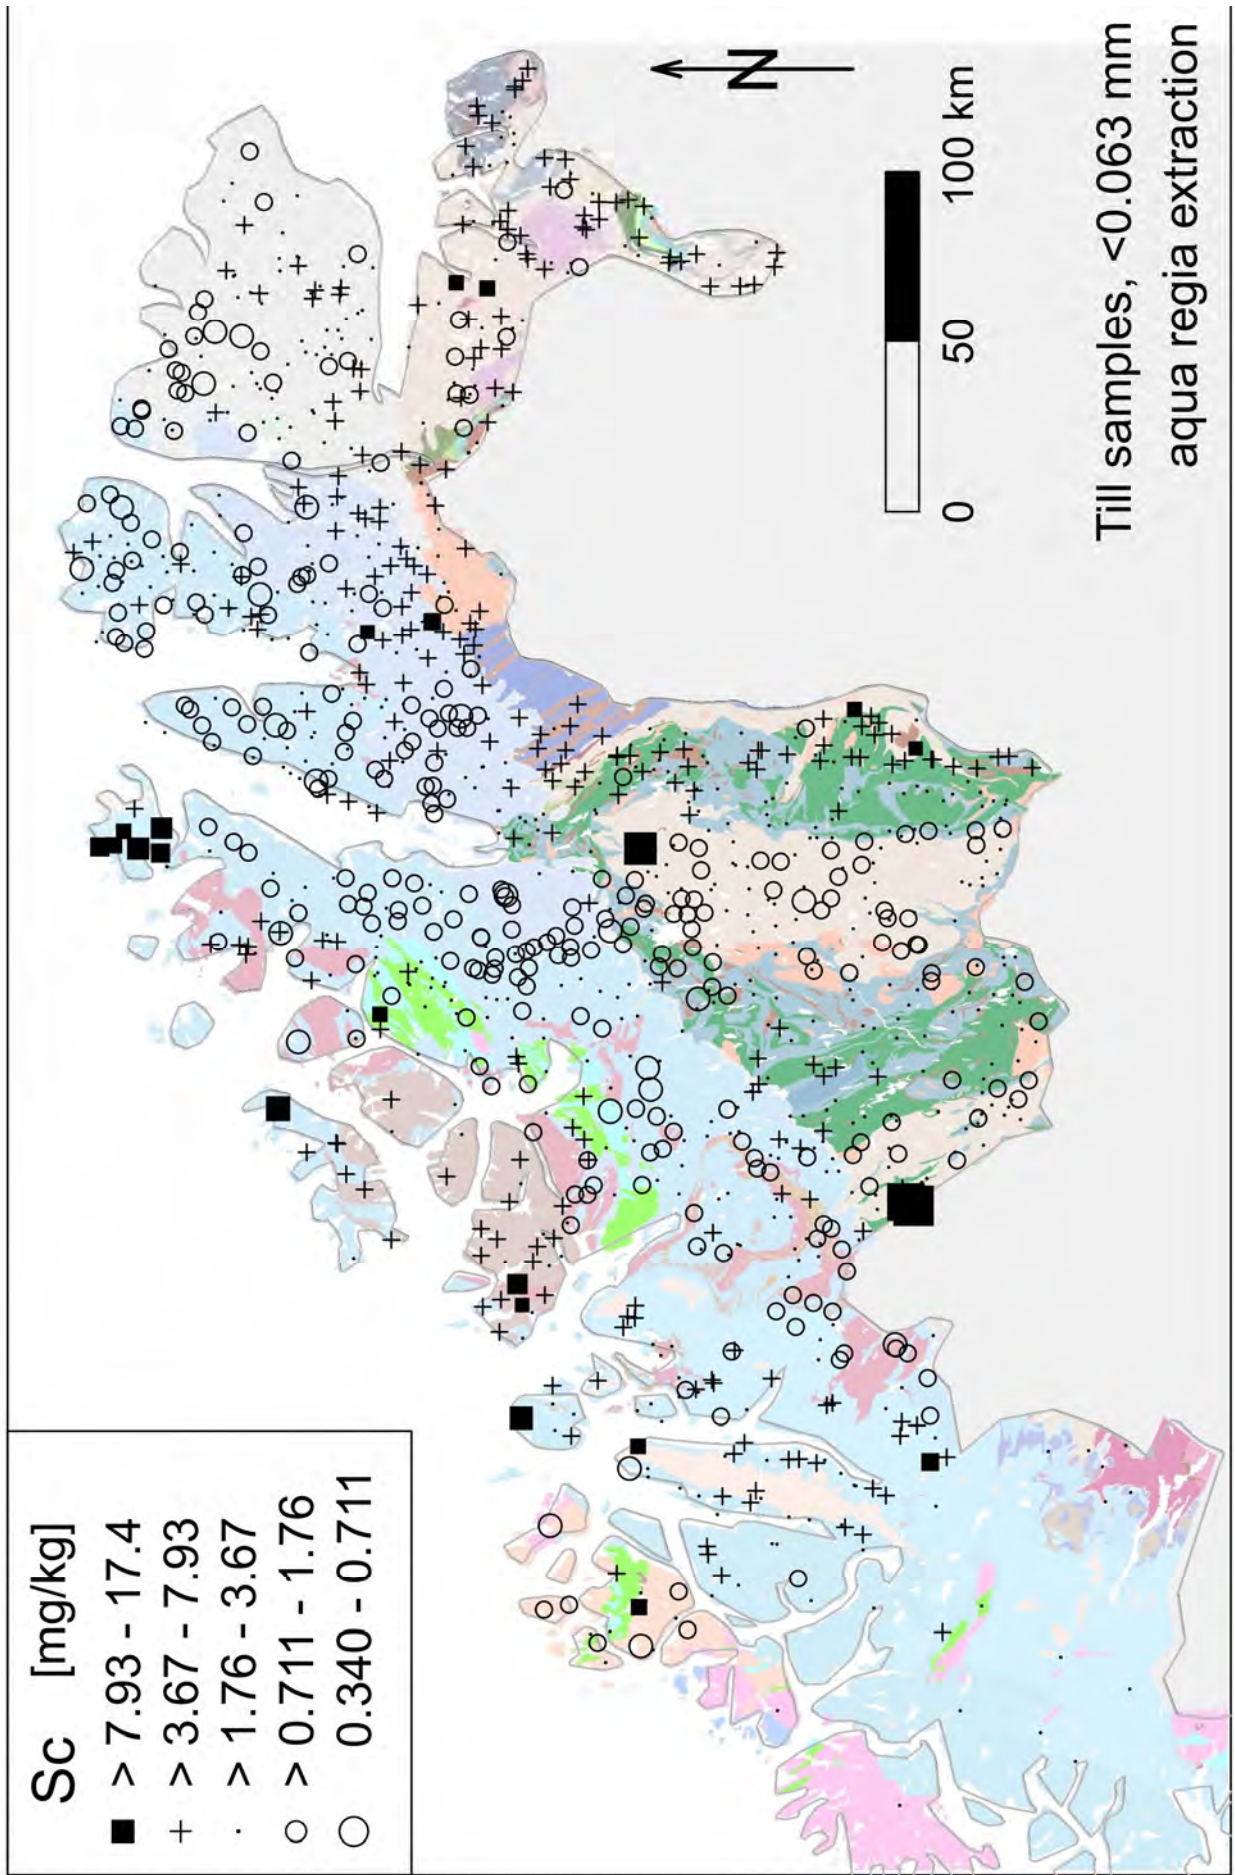 Sc [mg/kg]
> 7.93 - 17.4
> 3.67 - 7.93
> 1.76 - 3.67
> 0.711 - 1.76
0.340 - 0.711
N
0 50 100 km
Till samples, <0.063 mm
aqua regia extraction